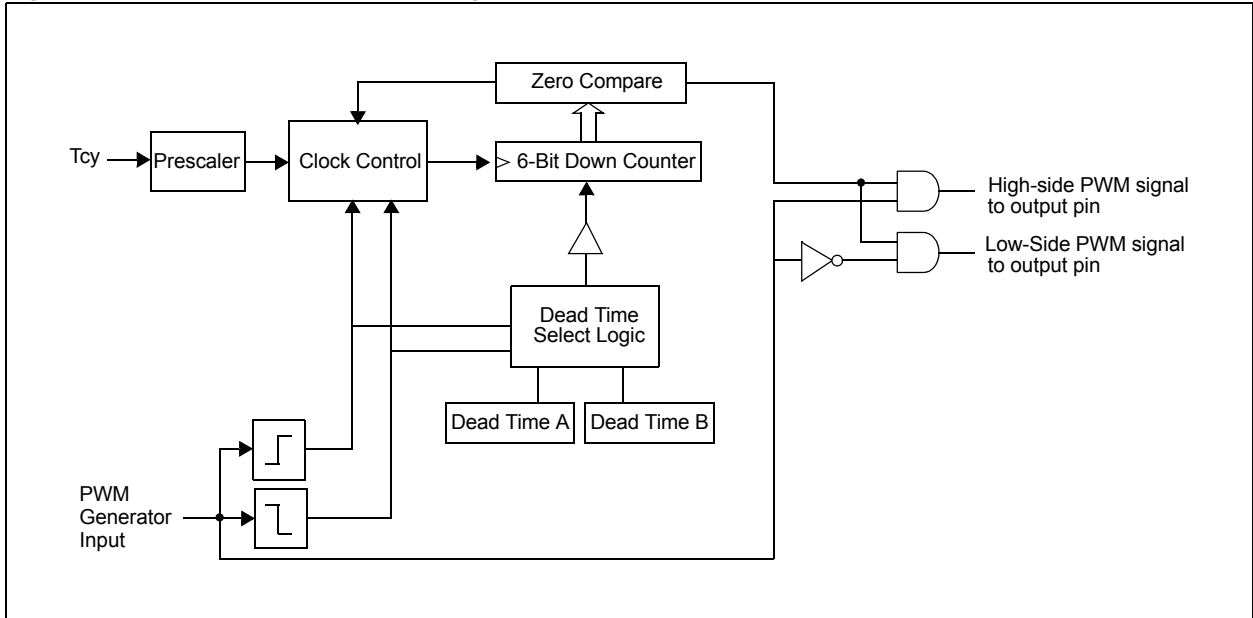 Zero Compare
Tcy
Prescaler
Clock Control
6-Bit Down Counter
High-side PWM signal
to output pin
Low-Side PWM signal
to output pin
Dead Time
Select Logic
Dead Time A
Dead Time B
PWM
Generator
Input